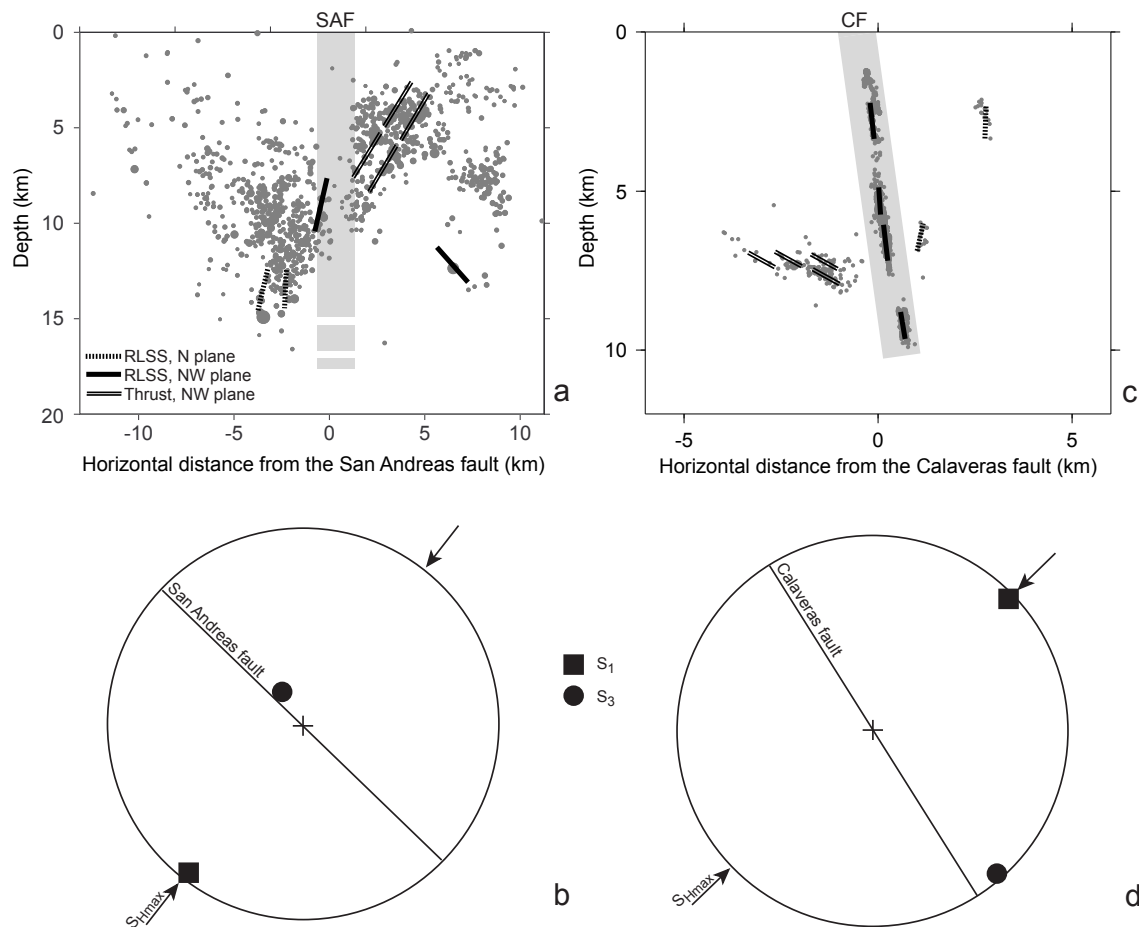 SAF
0
5
10
15
20
Depth (km)
RLSS, N plane
RLSS, NW plane
Thrust, NW plane
a
-10
-5
0
5
10
Horizontal distance from the San Andreas fault (km)
CF
0
5
10
Depth (km)
c
-5
0
5
Horizontal distance from the Calaveras fault (km)
San Andreas fault
SHmax
b
S1
S3
Calaveras fault
SHmax
d